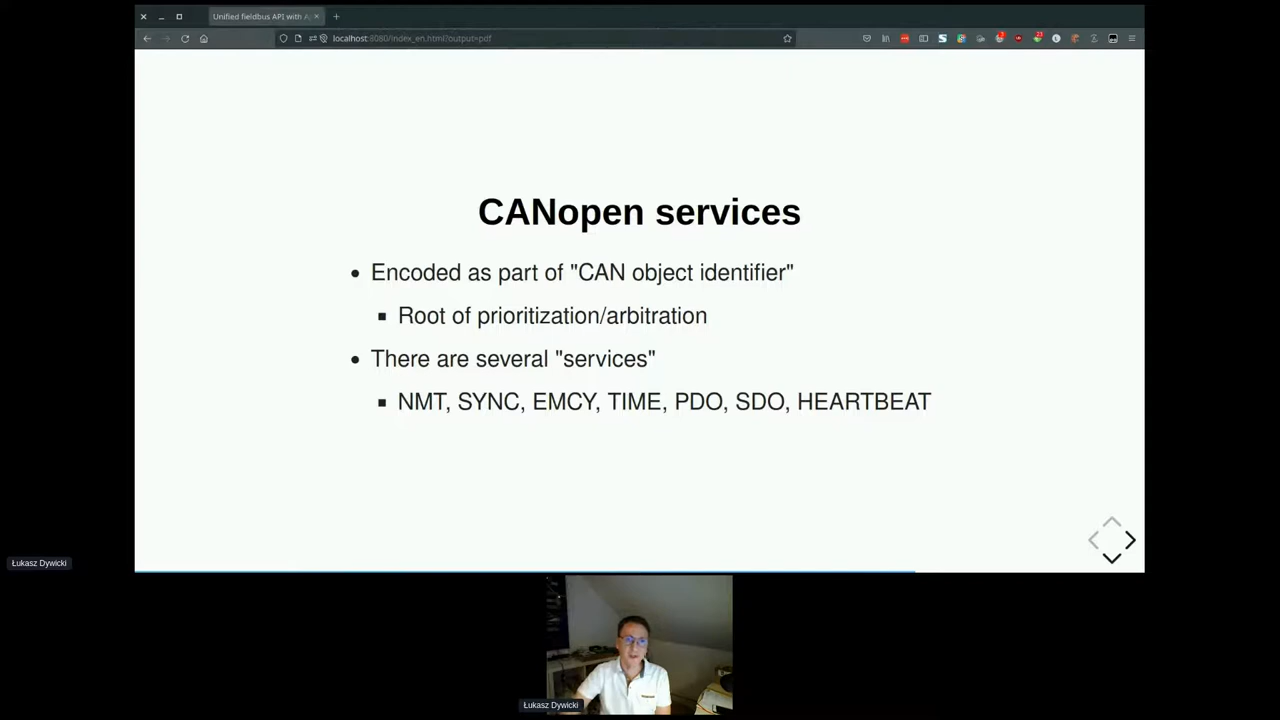 Unified fieldbus API with Ap
localhost:8080/index_en.html?output=pdf
CANopen services
Encoded as part of "CAN object identifier"
Root of prioritization/arbitration
There are several "services"
NMT, SYNC, EMCY, TIME, PDO, SDO, HEARTBEAT
Łukasz Dywicki
Łukasz Dywicki